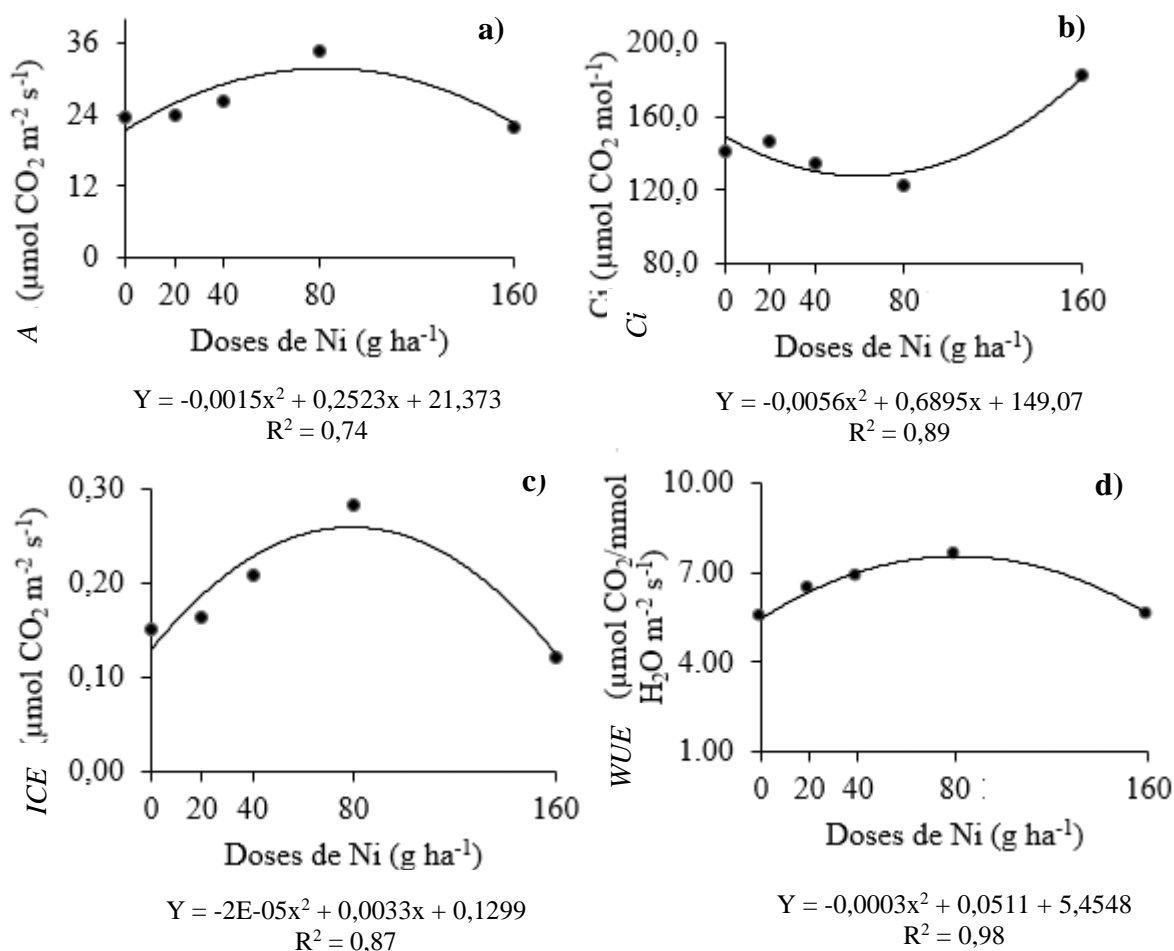 a)
A (μmol CO₂ m⁻² s⁻¹)
36
24
12
0
0 20 40 80 160
Doses de Ni (g ha⁻¹)
Y = -0,0015x² + 0,2523x + 21,373
R² = 0,74
b)
Ci Ci (μmol CO₂ mol⁻¹)
200,0
160,0
120,0
80,0
0 20 40 80 160
Doses de Ni (g ha⁻¹)
Y = -0,0056x² + 0,6895x + 149,07
R² = 0,89
c)
ICE [μmol CO₂ m⁻² s⁻¹)
0,30
0,20
0,10
0,00
0 20 40 80 160
Doses de Ni (g ha⁻¹)
Y = -2E-05x² + 0,0033x + 0,1299
R² = 0,87
d)
WUE (μmol CO₂/mmol
H₂O m⁻² s⁻¹)
10.00
7.00
4.00
1.00
0 20 40 80 160
Doses de Ni (g ha⁻¹)
Y = -0,0003x² + 0,0511 + 5,4548
R² = 0,98